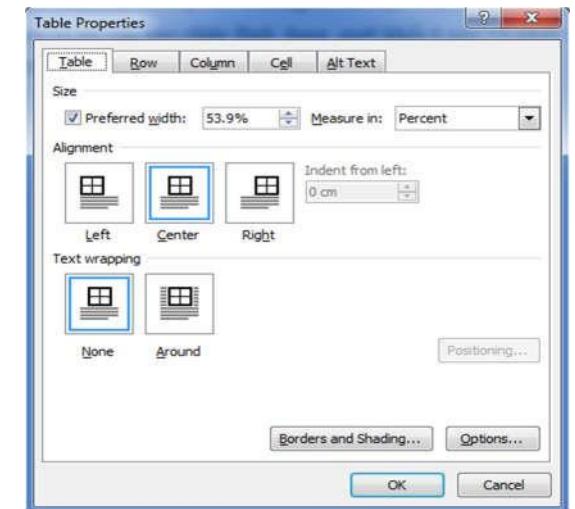 Table Properties
Table Row Column Cell Alt Text
Size
Preferred width: 53.9% Measure in: Percent
Alignment
Indent from left:
0 cm
Left Center Right
Text wrapping
None Around
Positioning...
Borders and Shading... Options...
OK Cancel